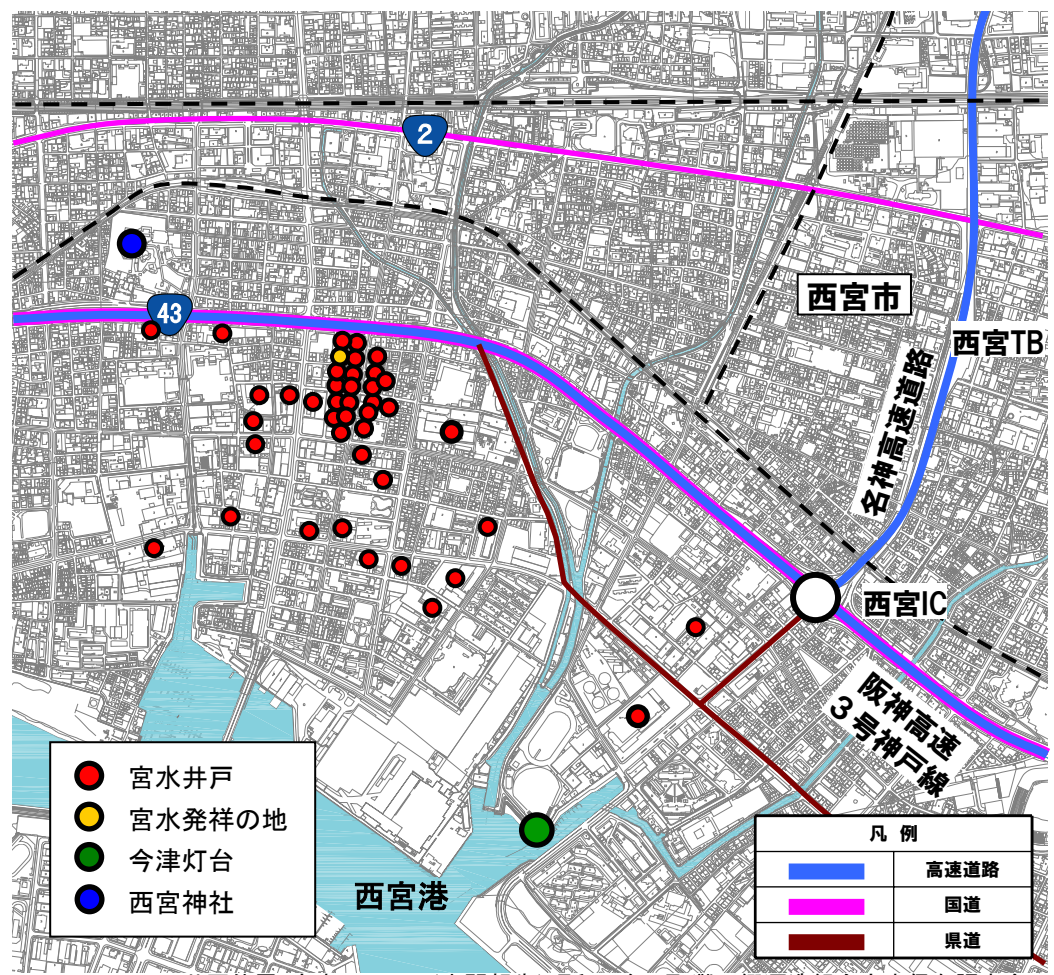 2
西宮市
43
西宮TB
名神高速道路
西宮IC
阪神高速
3号神戸線
宮水井戸
宮水発祥の地
今津灯台
西宮神社
西宮港
凡 例
高速道路
国道
県道